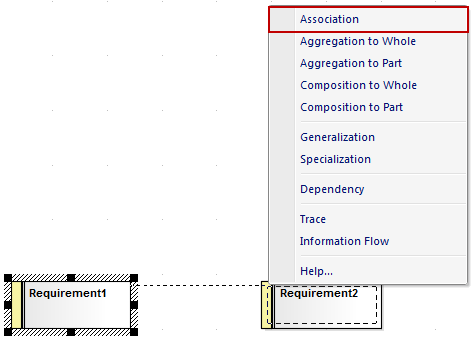 Association
Aggregation to Whole
Aggregation to Part
Composition to Whole
Composition to Part
Generalization
Specialization
Dependency
Trace
Information Flow
Help...
Requirement1
Requirement2